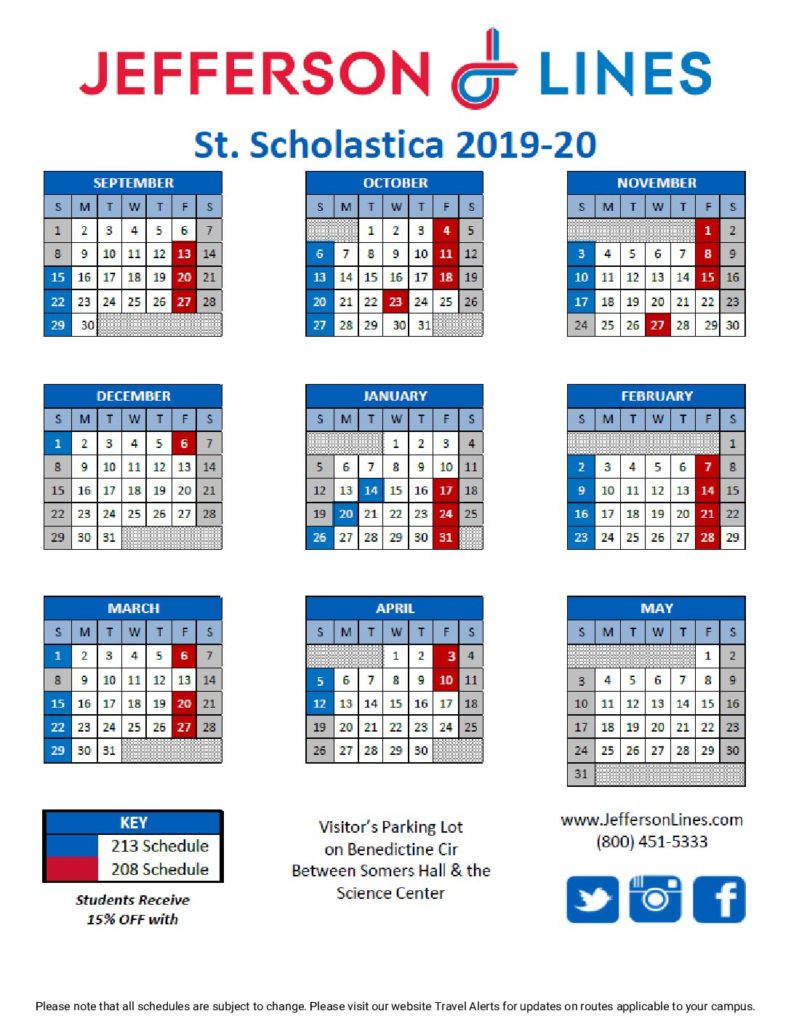 JEFFERSON LINES
St. Scholastica 2019-20
SEPTEMBER
S M T W T F S
1 2 3 4 5 6 7
8 9 10 11 12 13 14
15 16 17 18 19 20 21
22 23 24 25 26 27 28
29 30
OCTOBER
S M T W T F S
1 2 3 4 5
6 7 8 9 10 11 12
13 14 15 16 17 18 19
20 21 22 23 24 25 26
27 28 29 30 31
NOVEMBER
S M T W T F S
1 2
3 4 5 6 7 8 9
10 11 12 13 14 15 16
17 18 19 20 21 22 23
24 25 26 27 28 29 30
DECEMBER
S M T W T F S
1 2 3 4 5 6 7
8 9 10 11 12 13 14
15 16 17 18 19 20 21
22 23 24 25 26 27 28
29 30 31
JANUARY
S M T W T F S
1 2 3 4
5 6 7 8 9 10 11
12 13 14 15 16 17 18
19 20 21 22 23 24 25
26 27 28 29 30 31
FEBRUARY
S M T W T F S
1
2 3 4 5 6 7 8
9 10 11 12 13 14 15
16 17 18 19 20 21 22
23 24 25 26 27 28 29
MARCH
S M T W T F S
1 2 3 4 5 6 7
8 9 10 11 12 13 14
15 16 17 18 19 20 21
22 23 24 25 26 27 28
29 30 31
APRIL
S M T W T F S
1 2 3 4
5 6 7 8 9 10 11
12 13 14 15 16 17 18
19 20 21 22 23 24 25
26 27 28 29 30
MAY
S M T W T F S
1 2
3 4 5 6 7 8 9
10 11 12 13 14 15 16
17 18 19 20 21 22 23
24 25 26 27 28 29 30
31
KEY
213 Schedule
208 Schedule
Students Receive
15% OFF with
Visitor's Parking Lot
on Benedictine Cir
Between Somers Hall & the
Science Center
www.JeffersonLines.com
(800) 451-5333
Please note that all schedules are subject to change. Please visit our website Travel Alerts for updates on routes applicable to your campus.